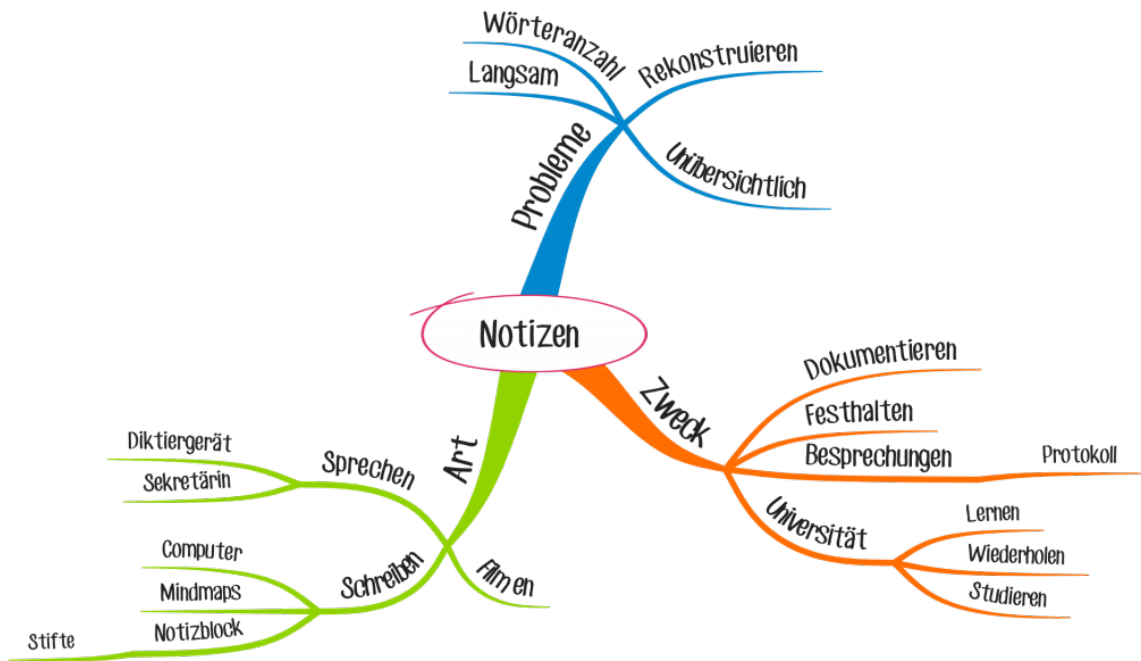 Notizen
Probleme
Wörteranzahl
Langsam
Rekonstruieren
Unübersichtlich
Zweck
Dokumentieren
Festhalten
Besprechungen
Protokoll
Universität
Lernen
Wiederholen
Studieren
Art
Sprechen
Diktiergerät
Sekretärin
Schreiben
Computer
Mindmaps
Notizblock
Stifte
Filmen